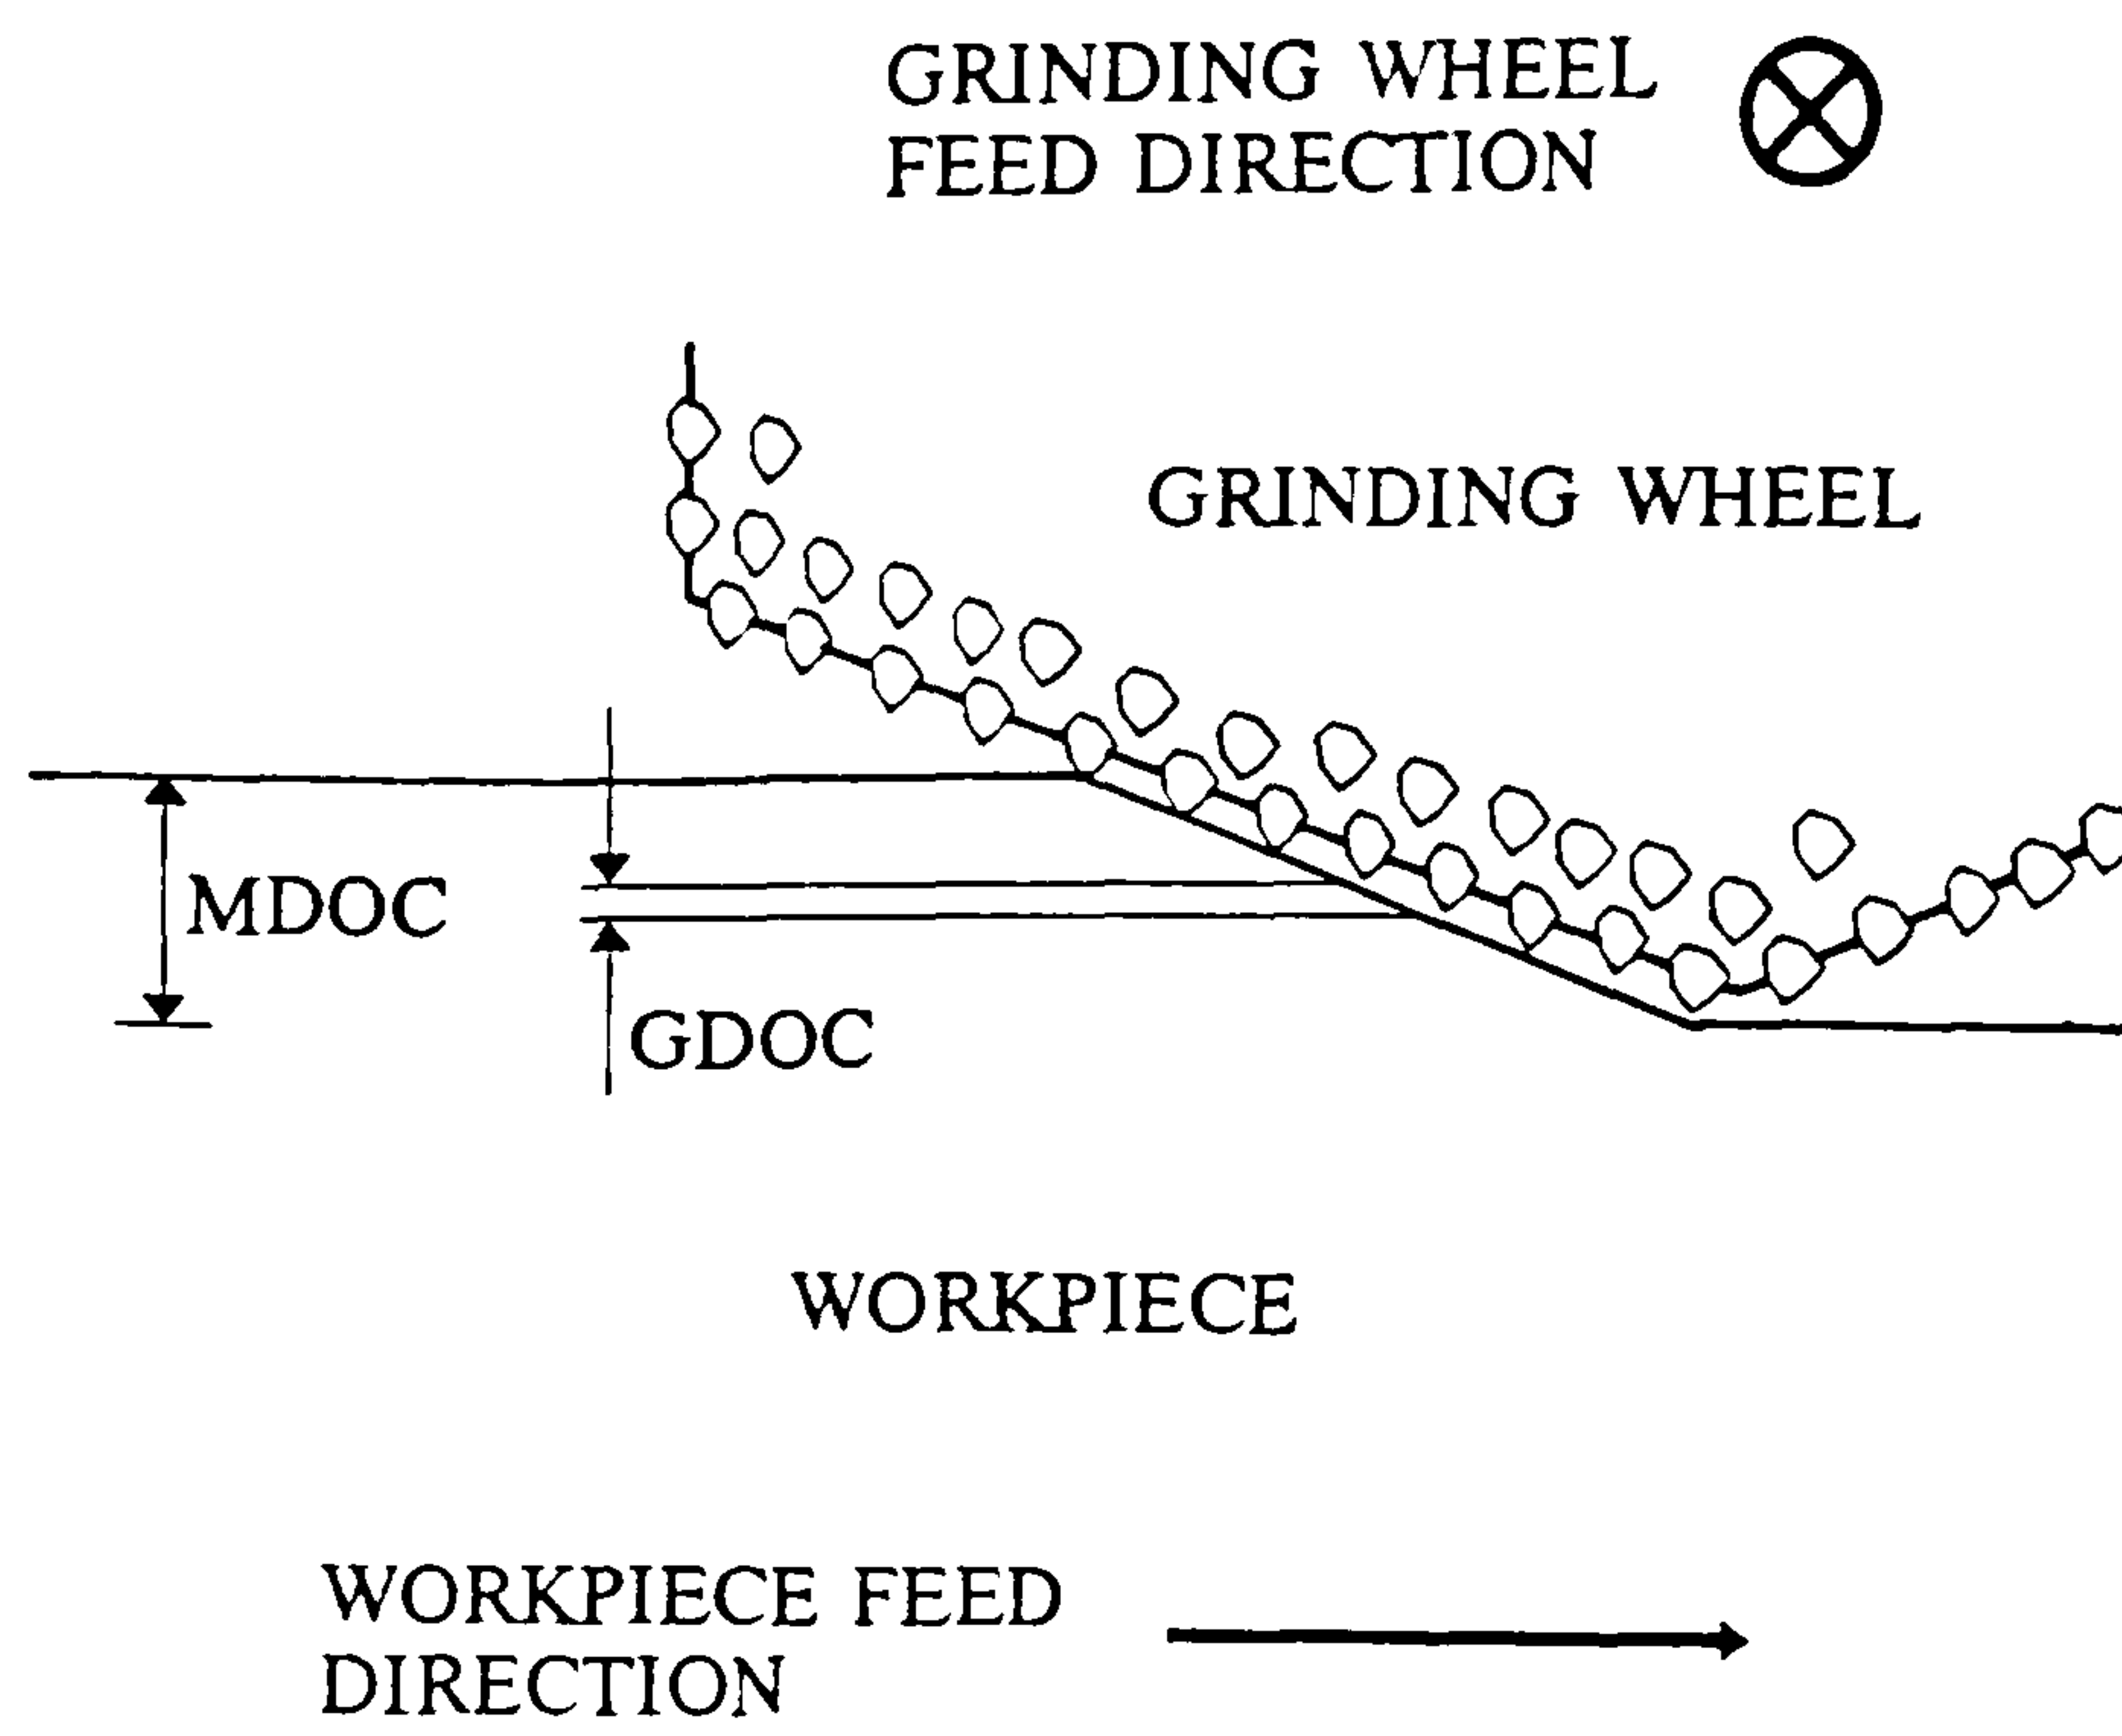 GRINDING WHEEL
FEED DIRECTION
GRINDING WHEEL
MDOC
GDOC
WORKPIECE
WORKPIECE FEED
DIRECTION